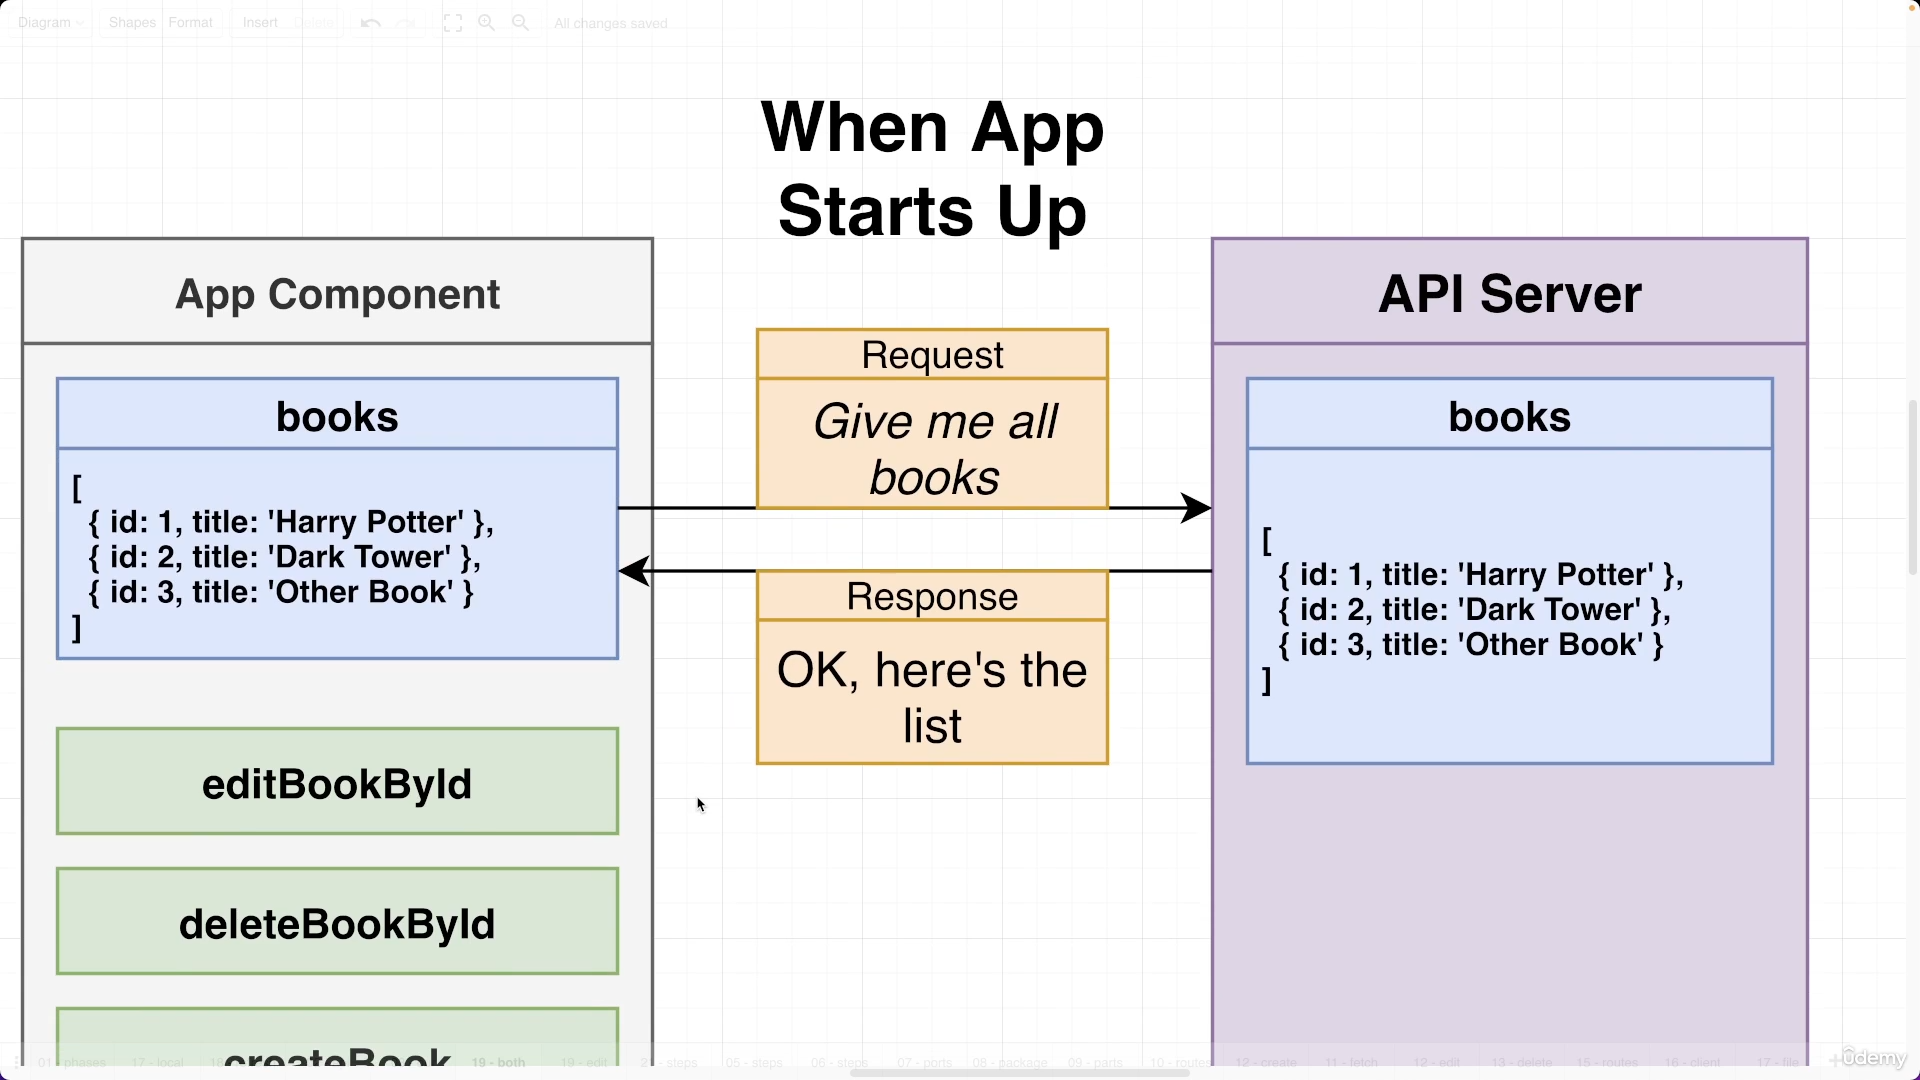 Diagram Shapes Format Insert Delete All changes saved
When App
Starts Up
App Component
books
[
{ id: 1, title: 'Harry Potter' },
{ id: 2, title: 'Dark Tower' },
{ id: 3, title: 'Other Book' }
]
editBookById
deleteBookById
createBook
Request
Give me all
books
Response
OK, here's the
list
API Server
books
[
{ id: 1, title: 'Harry Potter' },
{ id: 2, title: 'Dark Tower' },
{ id: 3, title: 'Other Book' }
]
17 - local 19 - both 19 - edit steps 05 - steps 06 - steps 07 - ports 08 - package 09 - parts 10 - routes 12 - create 11 - fetch 12 - edit 13 - delete 15 - routes 16 - client 17 - file
ûdemy